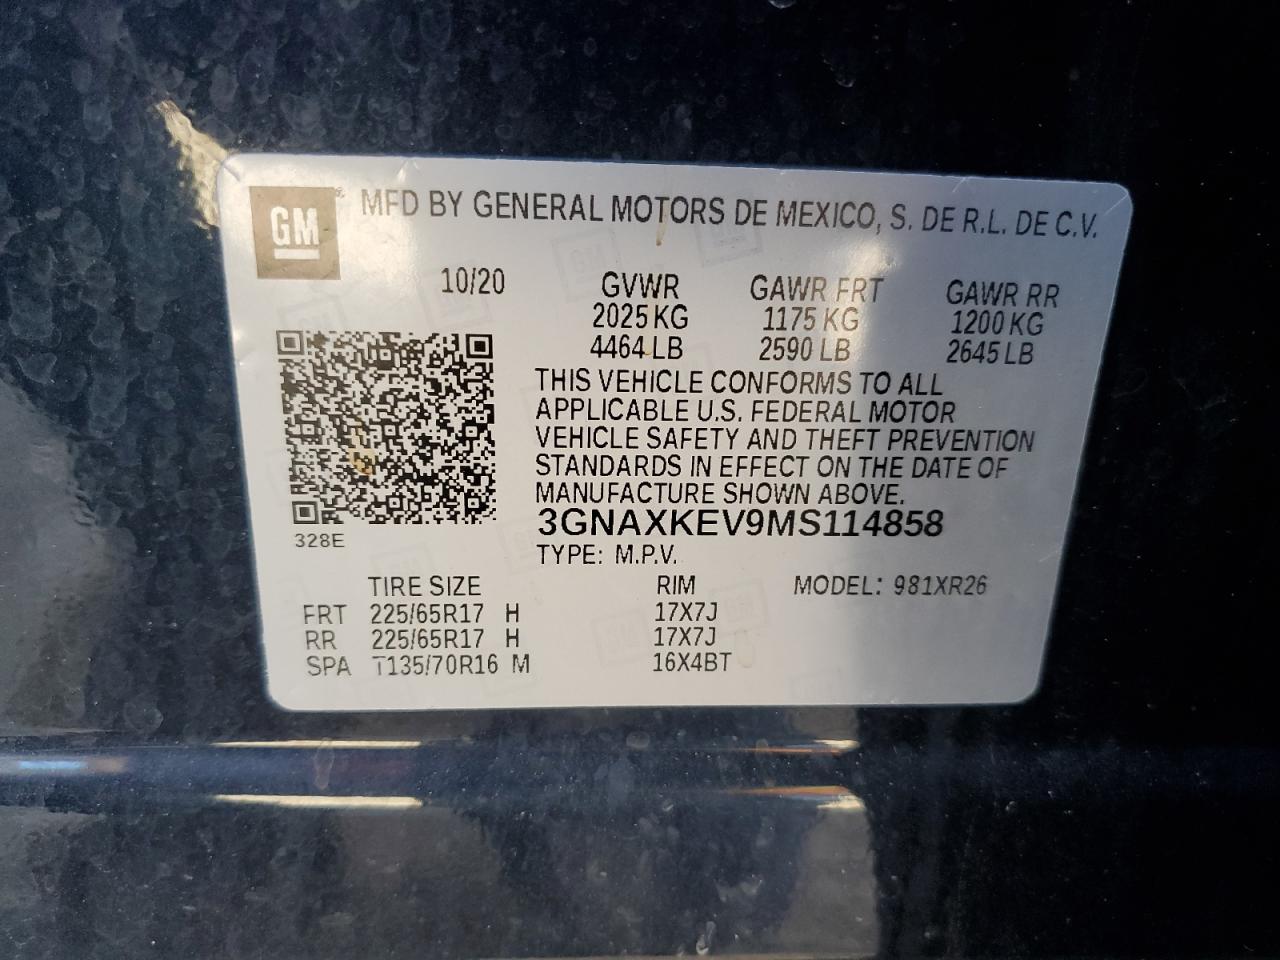 GM MFD BY GENERAL MOTORS DE MEXICO, S. DE R.L. DE C.V.
10/20 GVWR GAWR FRT GAWR RR
2025 KG 1175 KG 1200 KG
4464 LB 2590 LB 2645 LB
THIS VEHICLE CONFORMS TO ALL
APPLICABLE U.S. FEDERAL MOTOR
VEHICLE SAFETY AND THEFT PREVENTION
STANDARDS IN EFFECT ON THE DATE OF
MANUFACTURE SHOWN ABOVE.
3GNAXKEV9MS114858
328E
TYPE: M.P.V.
TIRE SIZE RIM MODEL: 981XR26
FRT 225/65R17 H 17X7J
RR 225/65R17 H 17X7J
SPA T135/70R16 M 16X4BT